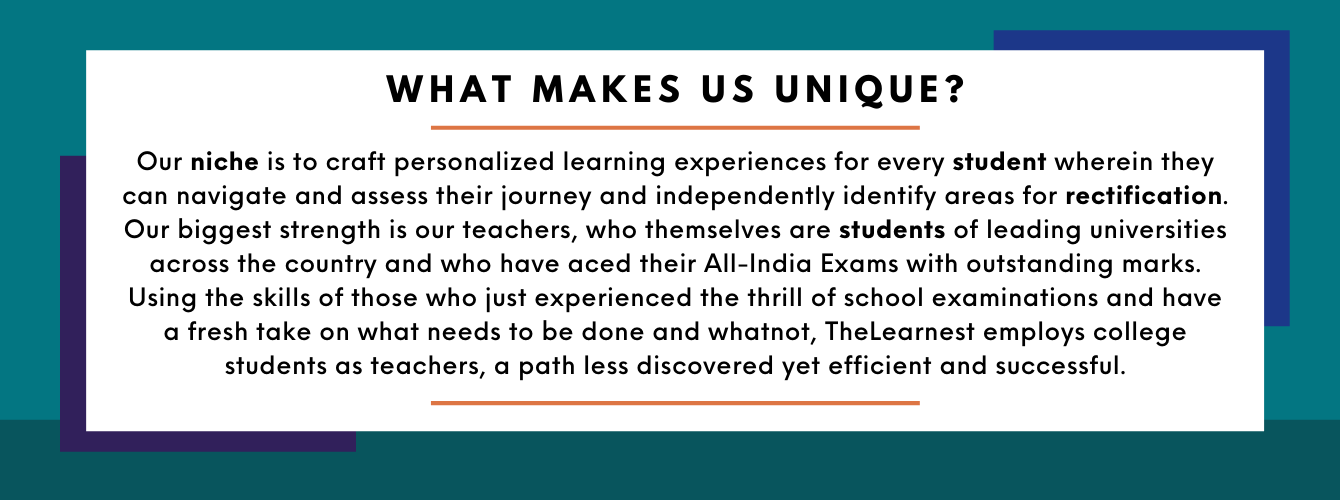 WHAT MAKES US UNIQUE?
Our niche is to craft personalized learning experiences for every student wherein they
can navigate and assess their journey and independently identify areas for rectification.
Our biggest strength is our teachers, who themselves are students of leading universities
across the country and who have aced their All-India Exams with outstanding marks.
Using the skills of those who just experienced the thrill of school examinations and have
a fresh take on what needs to be done and whatnot, TheLearnest employs college
students as teachers, a path less discovered yet efficient and successful.